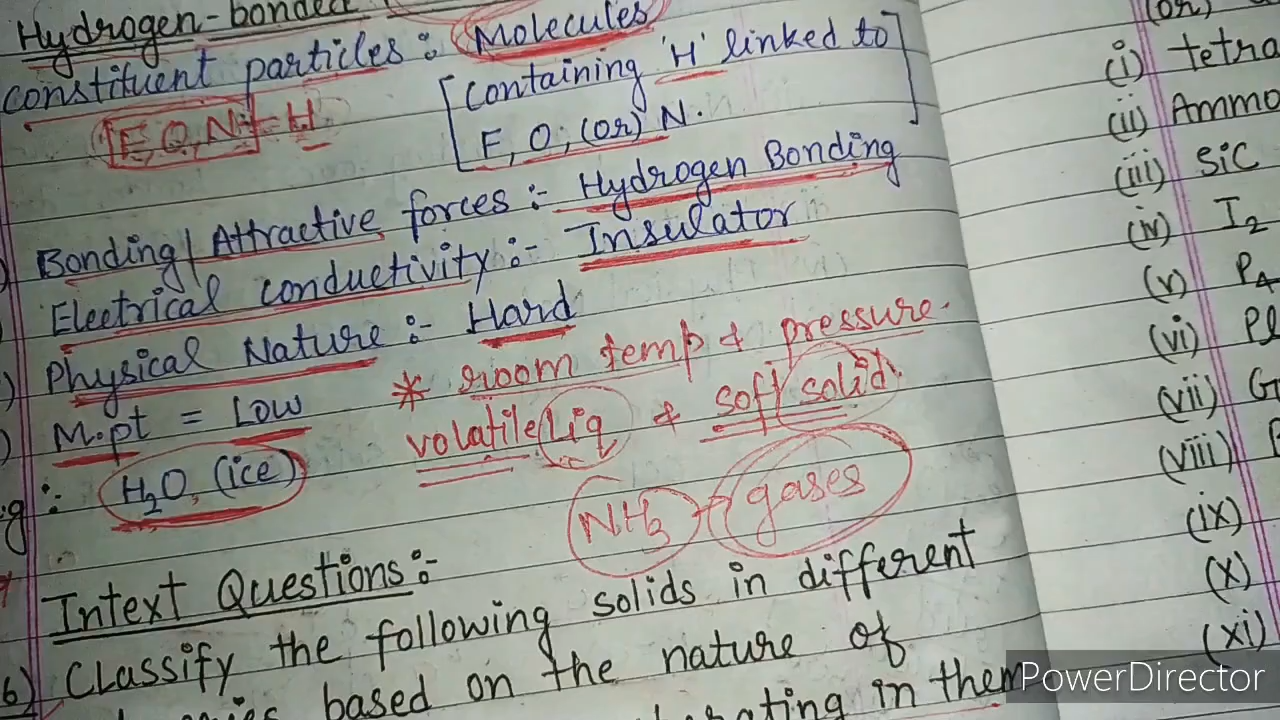 Hydrogen-bonded
constituent particles :- Molecules
[Containing 'H' linked to
F, O, (or) N.]
F, O, N - H
Bonding/Attractive forces :- Hydrogen Bonding
Electrical conductivity :- Insulator
Physical Nature :- Hard
* room temp & pressure.
M.pt = Low
volatile Liq & soft solid
H₂O, (ice)
NH₃ gases
Intext Questions :-
6) Classify the following solids in different
based on the nature of
in them
(or)
(i) tetra
(ii) Ammo
(iii) SiC
(iv) I₂
(v) P₄
(vi) Pl
(vii) G
(viii)
(ix)
(x)
(xi)
PowerDirector